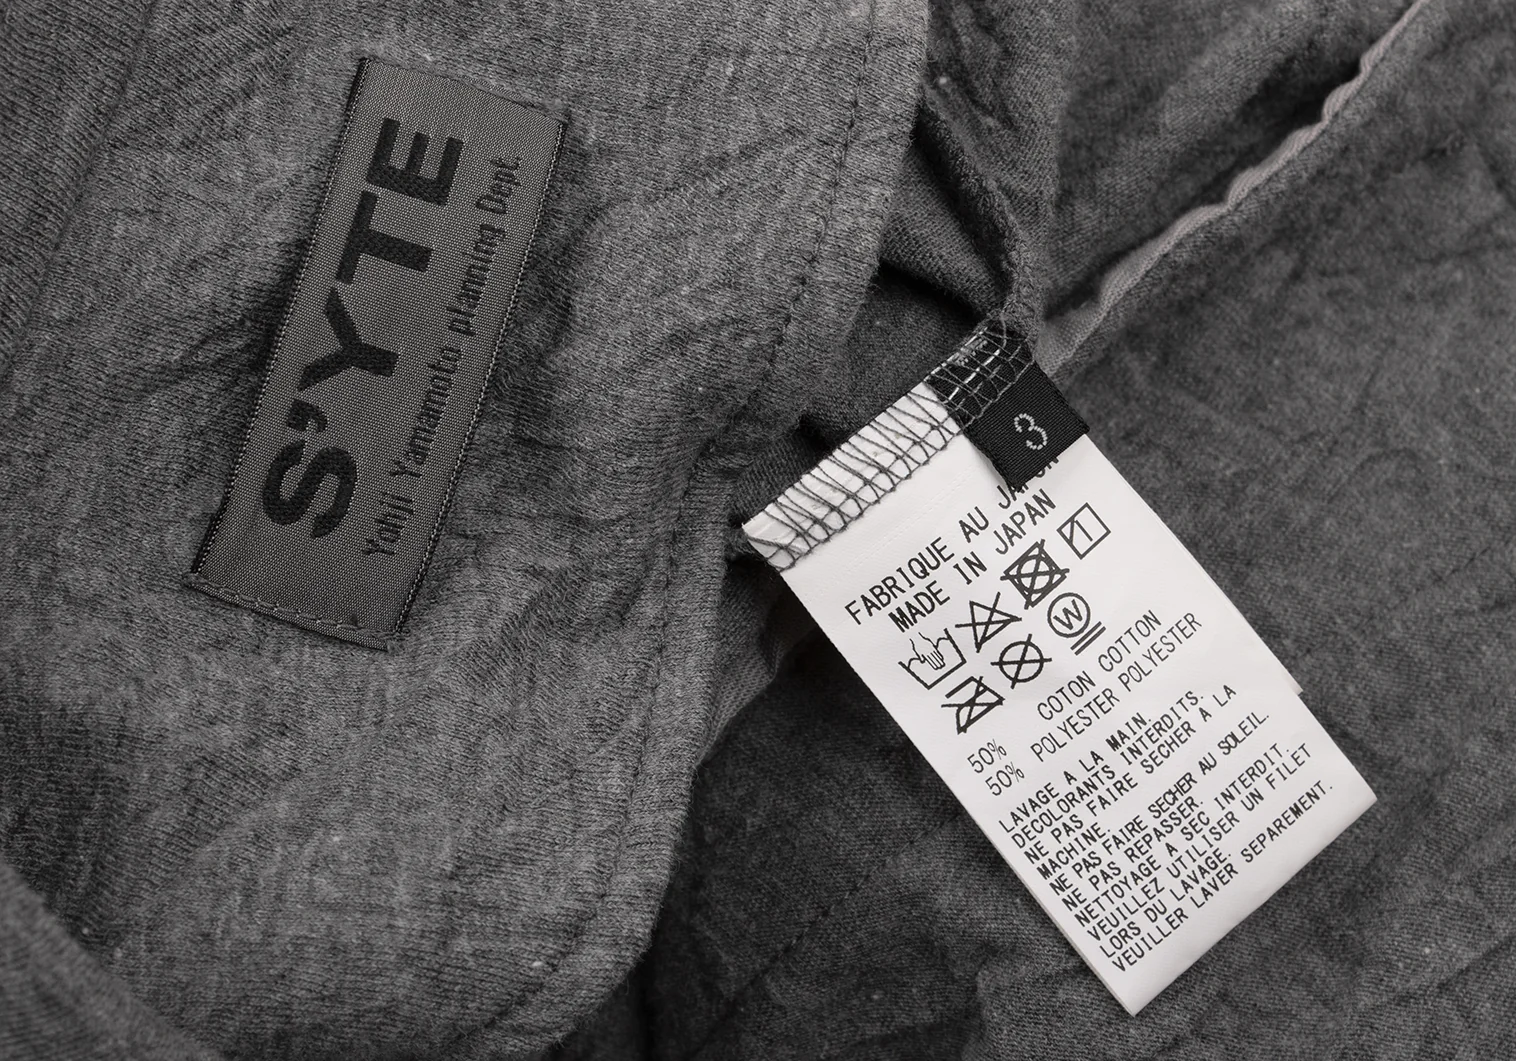 S'YTE
Yohji Yamamoto planning Dept.
3
FABRIQUE AU JAPON
MADE IN JAPAN
1
W
50% COTON COTTON
50% POLYESTER POLYESTER
LAVAGE A LA MAIN.
DECOLORANTS INTERDITS.
NE PAS FAIRE SECHER A LA
MACHINE.
NE PAS FAIRE SECHER AU SOLEIL.
NE PAS REPASSER.
NETTOYAGE A SEC INTERDIT.
VEUILLEZ UTILISER UN FILET
LORS DU LAVAGE.
VEUILLER LAVER SEPAREMENT.